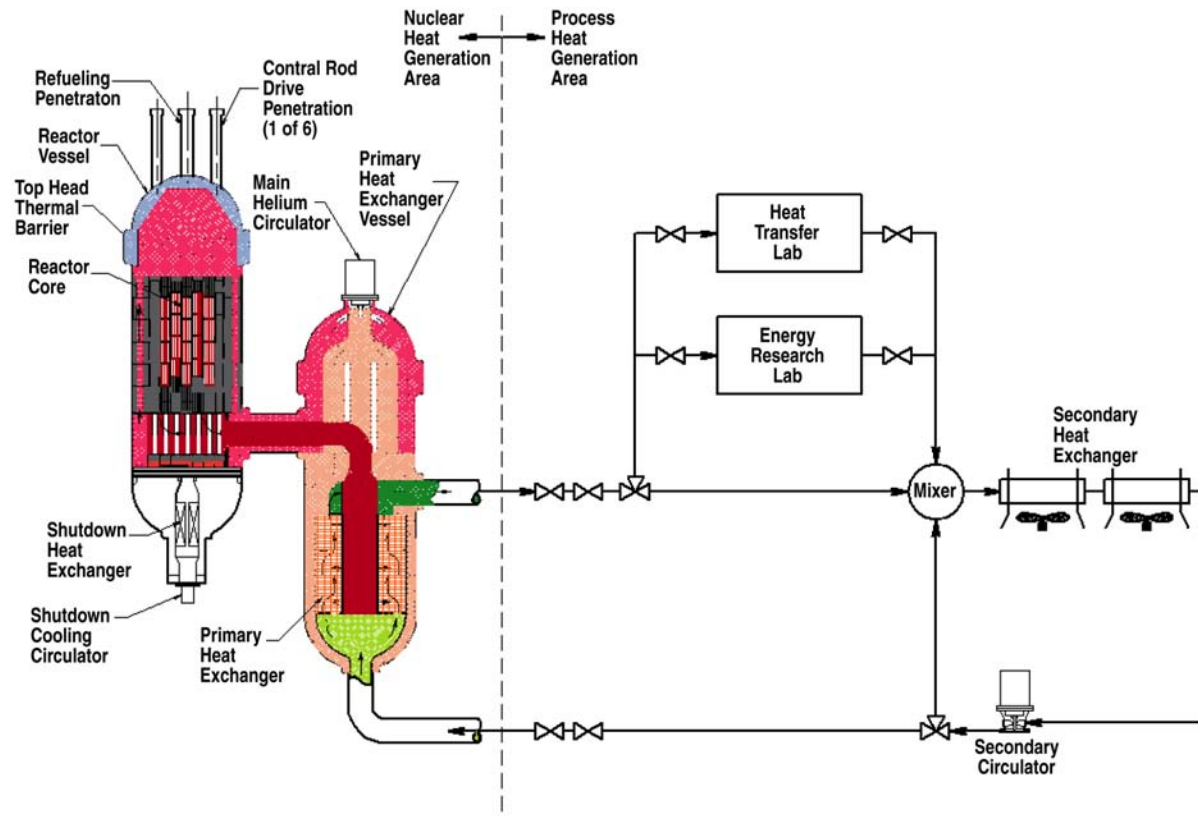 Nuclear
Heat
Generation
Area
Process
Heat
Generation
Area
Refueling
Penetraton
Contral Rod
Drive
Penetration
(1 of 6)
Reactor
Vessel
Top Head
Thermal
Barrier
Reactor
Core
Main
Helium
Circulator
Primary
Heat
Exchanger
Vessel
Heat
Transfer
Lab
Energy
Research
Lab
Secondary
Heat
Exchanger
Mixer
Shutdown
Heat
Exchanger
Shutdown
Cooling
Circulator
Primary
Heat
Exchanger
Secondary
Circulator